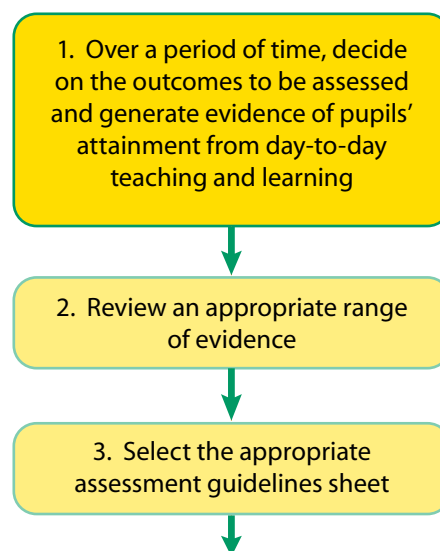 1. Over a period of time, decide
on the outcomes to be assessed
and generate evidence of pupils’
attainment from day-to-day
teaching and learning
2. Review an appropriate range
of evidence
3. Select the appropriate
assessment guidelines sheet